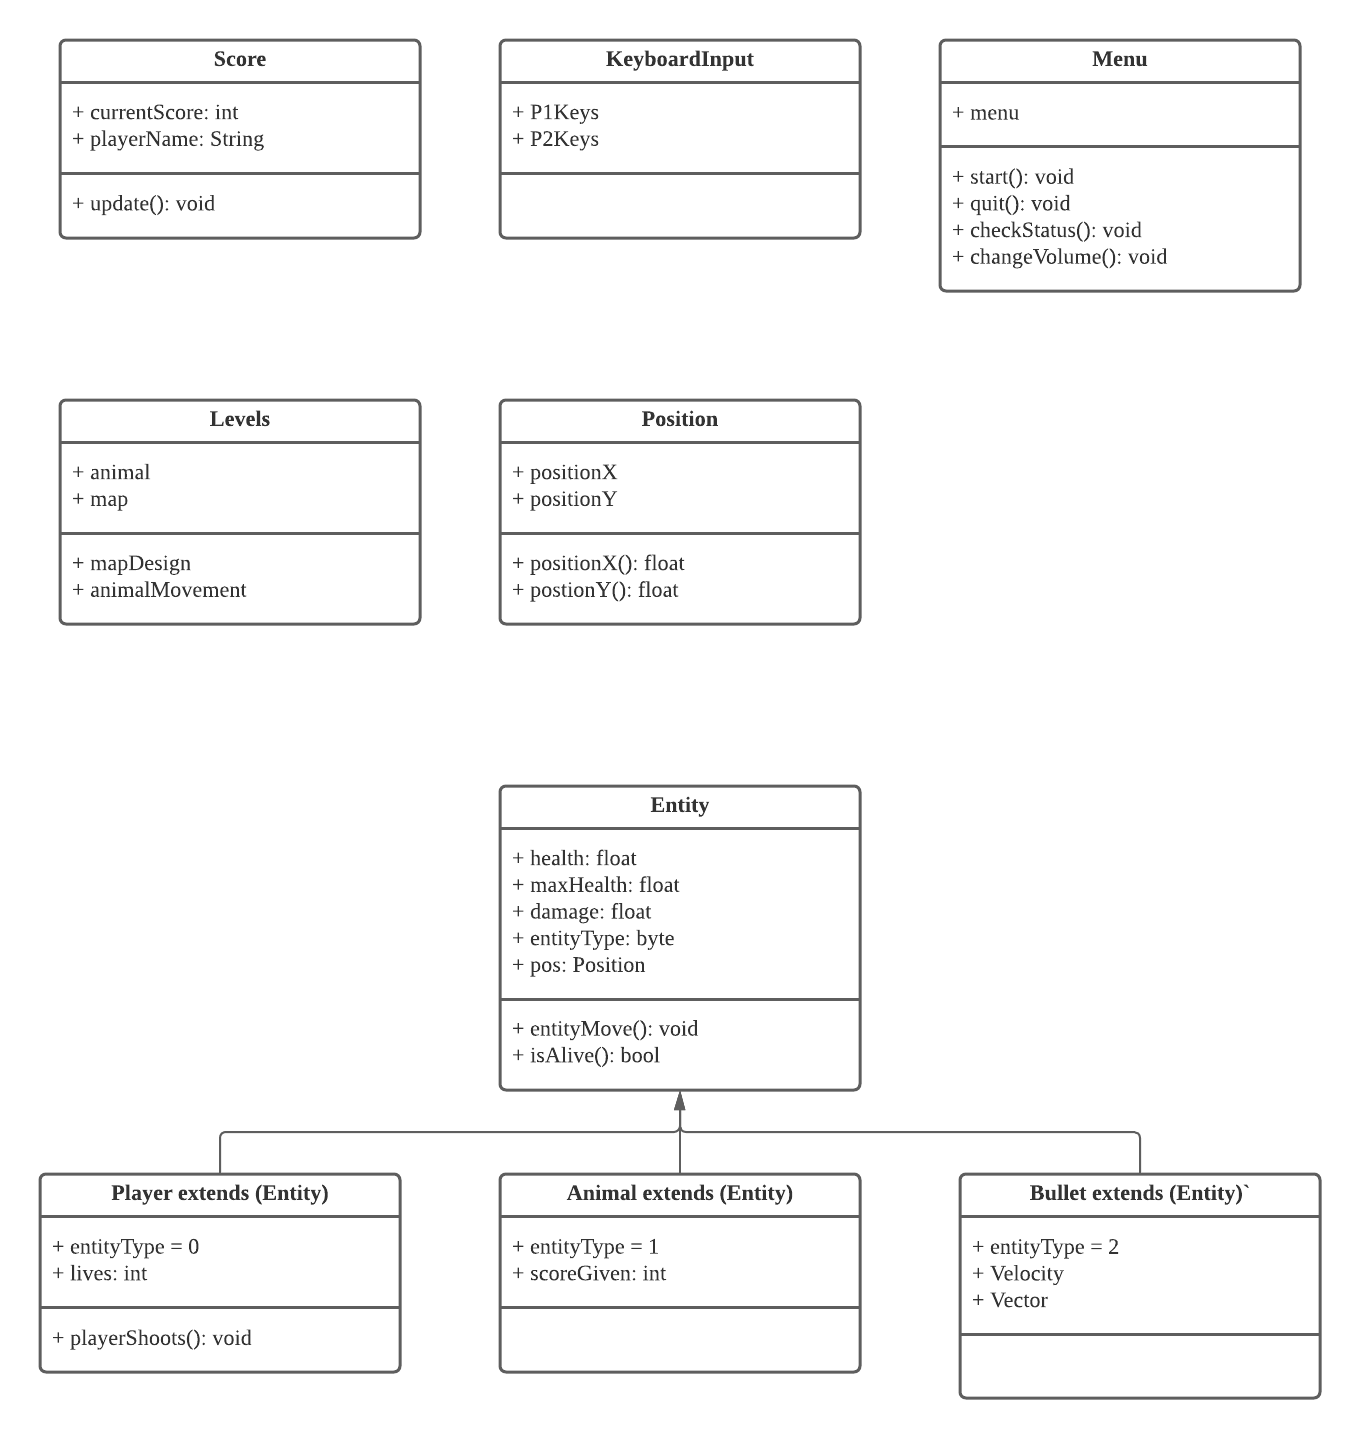 Score
+ currentScore: int
+ playerName: String
+ update(): void
KeyboardInput
+ P1Keys
+ P2Keys
Menu
+ menu
+ start(): void
+ quit(): void
+ checkStatus(): void
+ changeVolume(): void
Levels
+ animal
+ map
+ mapDesign
+ animalMovement
Position
+ positionX
+ positionY
+ positionX(): float
+ postionY(): float
Entity
+ health: float
+ maxHealth: float
+ damage: float
+ entityType: byte
+ pos: Position
+ entityMove(): void
+ isAlive(): bool
Player extends (Entity)
+ entityType = 0
+ lives: int
+ playerShoots(): void
Animal extends (Entity)
+ entityType = 1
+ scoreGiven: int
Bullet extends (Entity)`
+ entityType = 2
+ Velocity
+ Vector